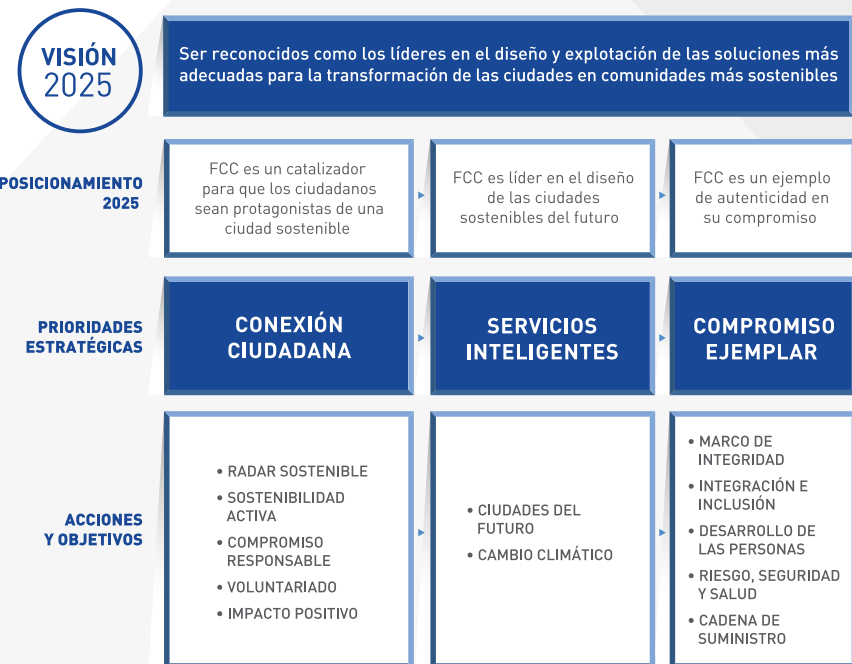 VISIÓN
2025
Ser reconocidos como los líderes en el diseño y explotación de las soluciones más
adecuadas para la transformación de las ciudades en comunidades más sostenibles
POSICIONAMIENTO
2025
FCC es un catalizador
para que los ciudadanos
sean protagonistas de una
ciudad sostenible
FCC es líder en el diseño
de las ciudades
sostenibles del futuro
FCC es un ejemplo
de autenticidad en
su compromiso
PRIORIDADES
ESTRATÉGICAS
CONEXIÓN
CIUDADANA
SERVICIOS
INTELIGENTES
COMPROMISO
EJEMPLAR
ACCIONES
Y OBJETIVOS
• RADAR SOSTENIBLE
• SOSTENIBILIDAD
ACTIVA
• COMPROMISO
RESPONSABLE
• VOLUNTARIADO
• IMPACTO POSITIVO
• CIUDADES DEL
FUTURO
• CAMBIO CLIMÁTICO
• MARCO DE
INTEGRIDAD
• INTEGRACIÓN E
INCLUSIÓN
• DESARROLLO DE
LAS PERSONAS
• RIESGO, SEGURIDAD
Y SALUD
• CADENA DE
SUMINISTRO